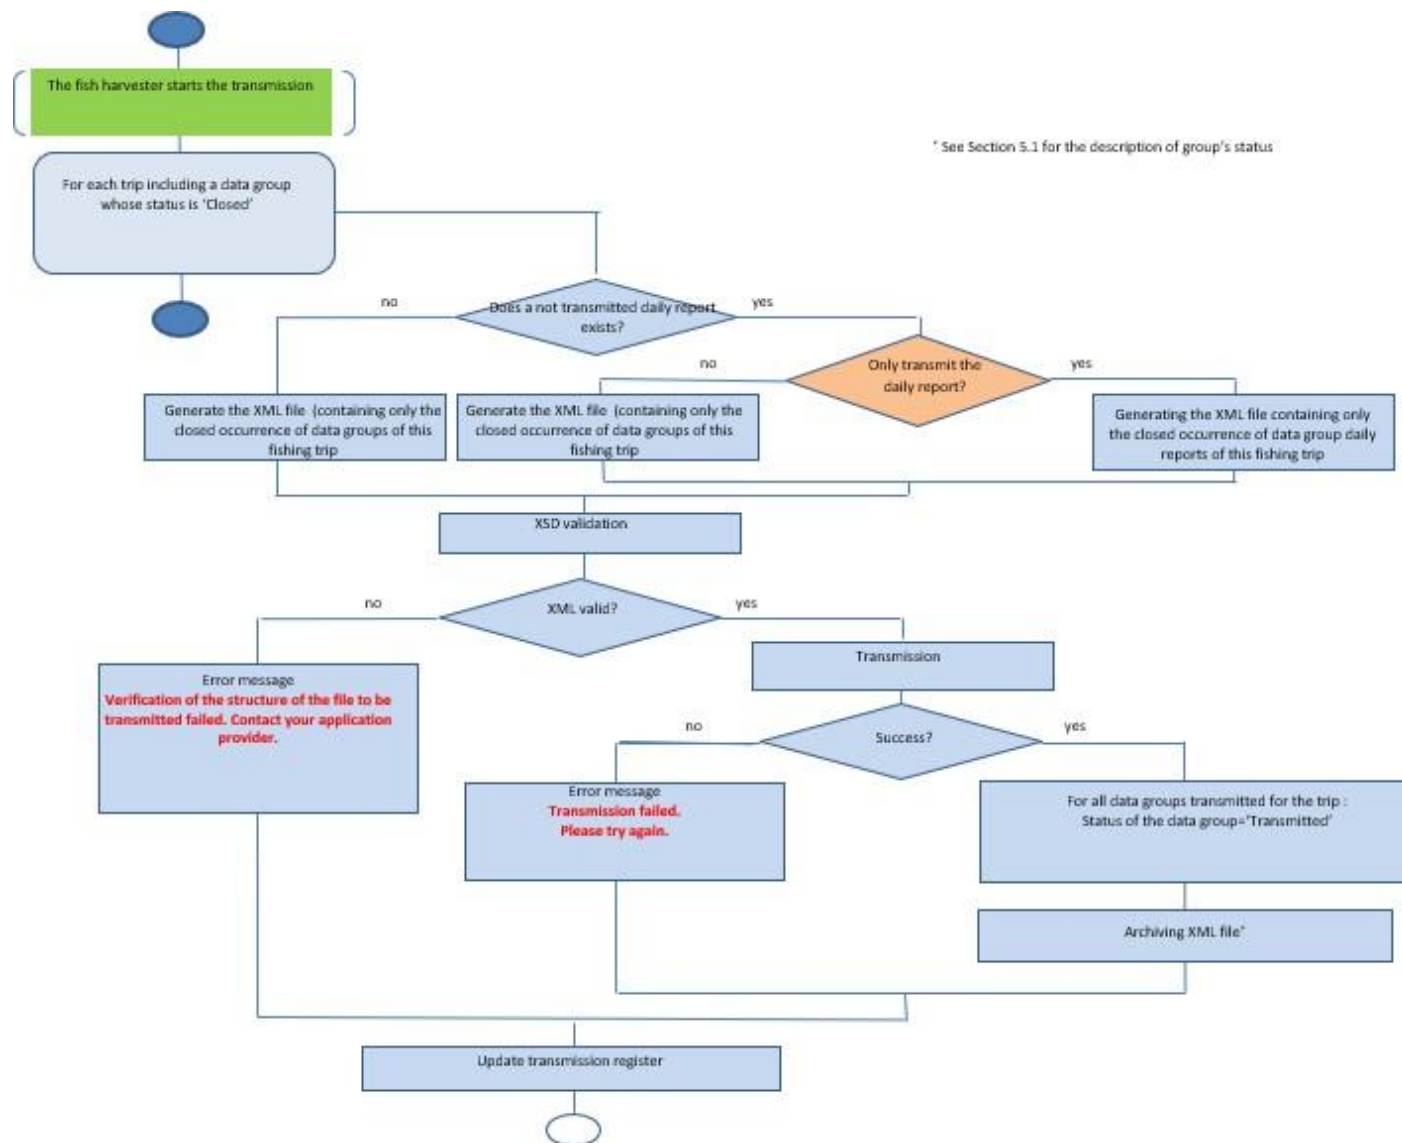 The fish harvester starts the transmission
* See Section 5.1 for the description of group's status
For each trip including a data group
whose status is 'Closed'
no
Does a not transmitted daily report
exists?
yes
no
Only transmit the
daily report?
yes
Generate the XML file (containing only the
closed occurrence of data groups of this
fishing trip
Generate the XML file (containing only the
closed occurrence of data groups of this
fishing trip
Generating the XML file containing only
the closed occurrence of data group daily
reports of this fishing trip
XSD validation
no
XML valid?
yes
Error message
Verification of the structure of the file to be
transmitted failed. Contact your application
provider.
Transmission
no
Success?
yes
Error message
Transmission failed.
Please try again.
For all data groups transmitted for the trip :
Status of the data group='Transmitted'
Archiving XML file*
Update transmission register